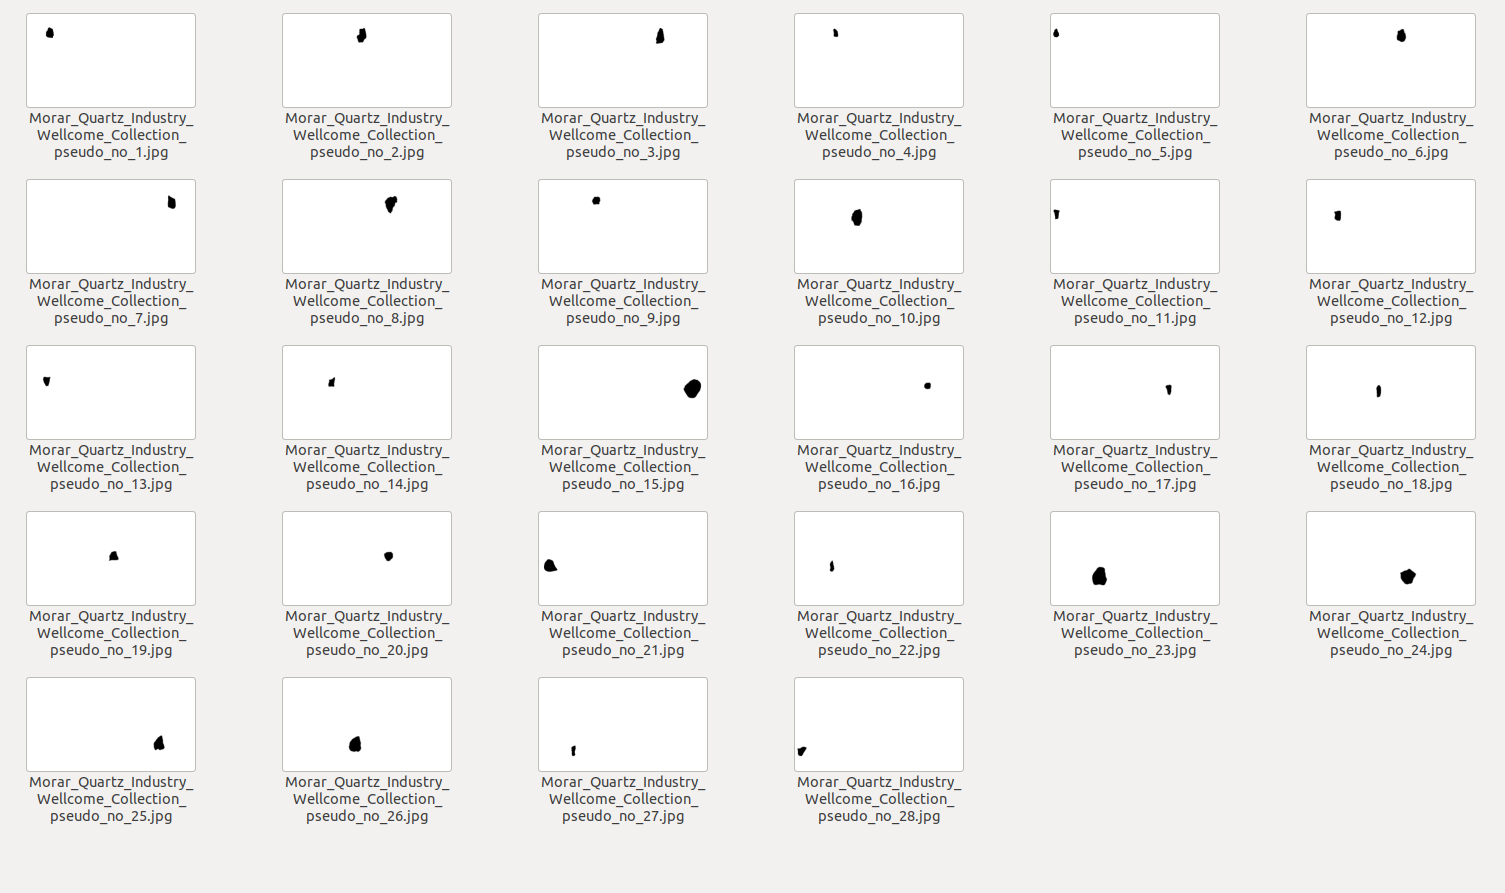 Morar_Quartz_Industry_
Wellcome_Collection_
pseudo_no_1.jpg
Morar_Quartz_Industry_
Wellcome_Collection_
pseudo_no_2.jpg
Morar_Quartz_Industry_
Wellcome_Collection_
pseudo_no_3.jpg
Morar_Quartz_Industry_
Wellcome_Collection_
pseudo_no_4.jpg
Morar_Quartz_Industry_
Wellcome_Collection_
pseudo_no_5.jpg
Morar_Quartz_Industry_
Wellcome_Collection_
pseudo_no_6.jpg
Morar_Quartz_Industry_
Wellcome_Collection_
pseudo_no_7.jpg
Morar_Quartz_Industry_
Wellcome_Collection_
pseudo_no_8.jpg
Morar_Quartz_Industry_
Wellcome_Collection_
pseudo_no_9.jpg
Morar_Quartz_Industry_
Wellcome_Collection_
pseudo_no_10.jpg
Morar_Quartz_Industry_
Wellcome_Collection_
pseudo_no_11.jpg
Morar_Quartz_Industry_
Wellcome_Collection_
pseudo_no_12.jpg
Morar_Quartz_Industry_
Wellcome_Collection_
pseudo_no_13.jpg
Morar_Quartz_Industry_
Wellcome_Collection_
pseudo_no_14.jpg
Morar_Quartz_Industry_
Wellcome_Collection_
pseudo_no_15.jpg
Morar_Quartz_Industry_
Wellcome_Collection_
pseudo_no_16.jpg
Morar_Quartz_Industry_
Wellcome_Collection_
pseudo_no_17.jpg
Morar_Quartz_Industry_
Wellcome_Collection_
pseudo_no_18.jpg
Morar_Quartz_Industry_
Wellcome_Collection_
pseudo_no_19.jpg
Morar_Quartz_Industry_
Wellcome_Collection_
pseudo_no_20.jpg
Morar_Quartz_Industry_
Wellcome_Collection_
pseudo_no_21.jpg
Morar_Quartz_Industry_
Wellcome_Collection_
pseudo_no_22.jpg
Morar_Quartz_Industry_
Wellcome_Collection_
pseudo_no_23.jpg
Morar_Quartz_Industry_
Wellcome_Collection_
pseudo_no_24.jpg
Morar_Quartz_Industry_
Wellcome_Collection_
pseudo_no_25.jpg
Morar_Quartz_Industry_
Wellcome_Collection_
pseudo_no_26.jpg
Morar_Quartz_Industry_
Wellcome_Collection_
pseudo_no_27.jpg
Morar_Quartz_Industry_
Wellcome_Collection_
pseudo_no_28.jpg